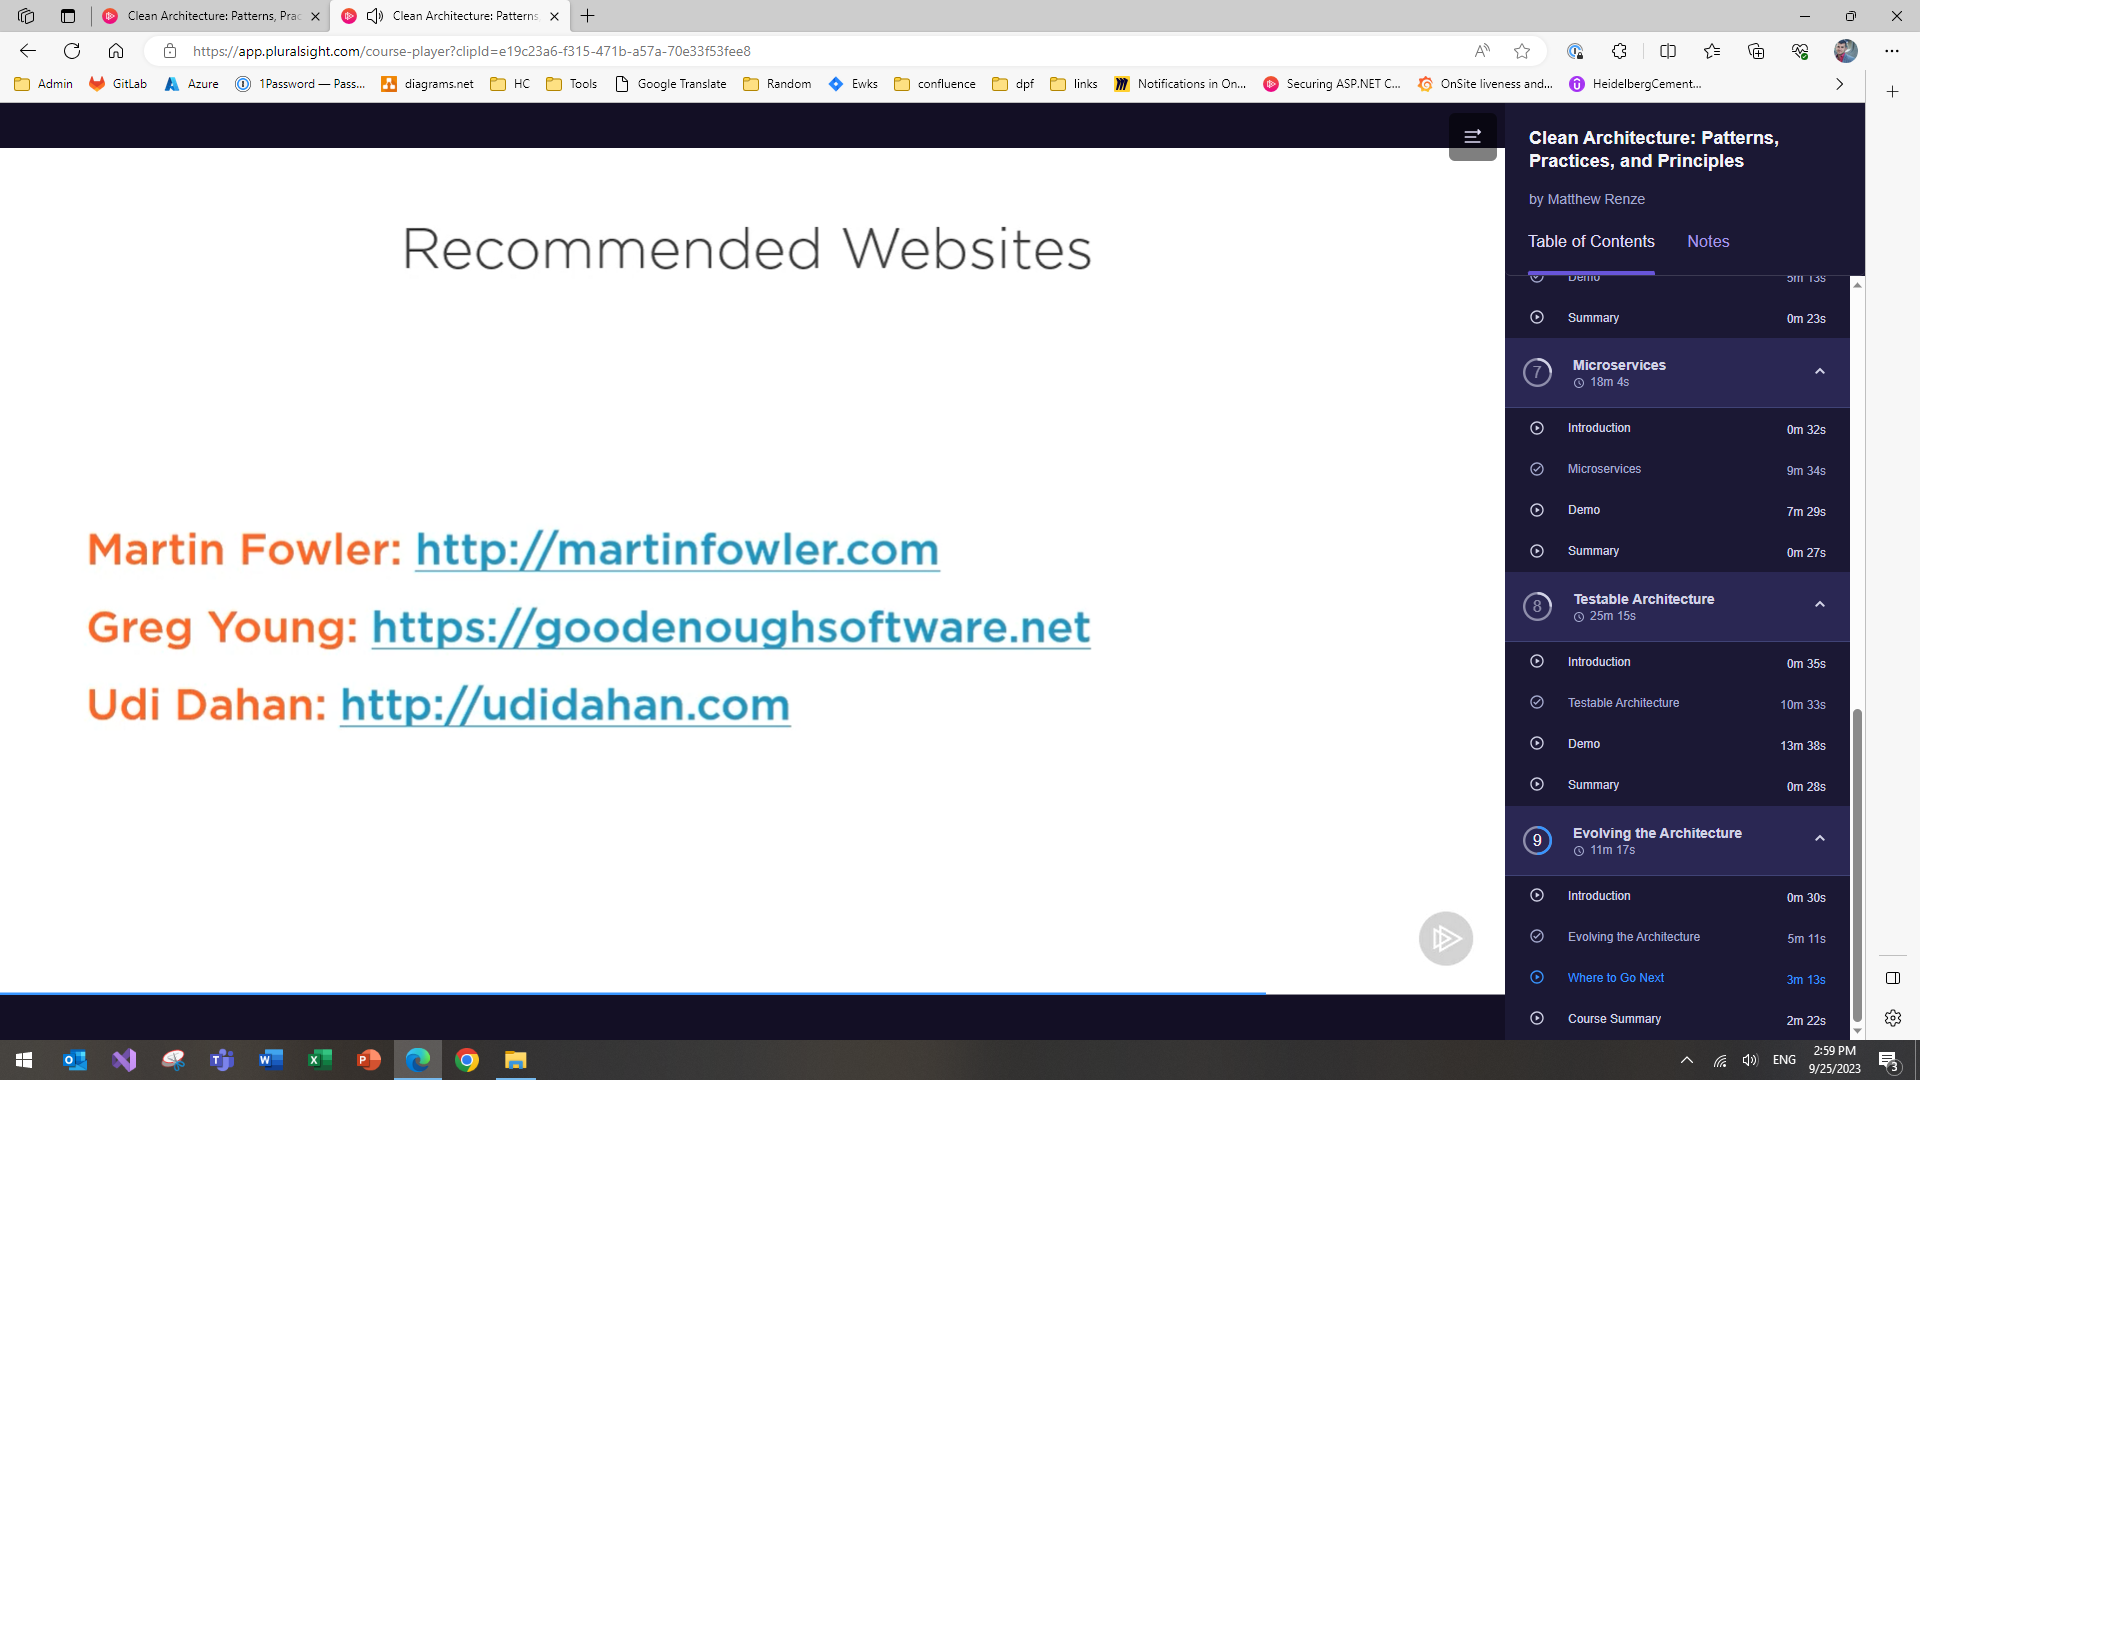 Clean Architecture: Patterns, Prac
Clean Architecture: Patterns,
https://app.pluralsight.com/course-player?clipId=e19c23a6-f315-471b-a57a-70e33f53fee8
Admin GitLab Azure 1Password — Pass... diagrams.net HC Tools Google Translate Random Ewks confluence dpf links Notifications in On... Securing ASP.NET C... OnSite liveness and... HeidelbergCement...
Recommended Websites
Martin Fowler: http://martinfowler.com
Greg Young: https://goodenoughsoftware.net
Udi Dahan: http://udidahan.com
Clean Architecture: Patterns,
Practices, and Principles
by Matthew Renze
Table of Contents Notes
Demo 5m 13s
Summary 0m 23s
7 Microservices
18m 4s
Introduction 0m 32s
Microservices 9m 34s
Demo 7m 29s
Summary 0m 27s
8 Testable Architecture
25m 15s
Introduction 0m 35s
Testable Architecture 10m 33s
Demo 13m 38s
Summary 0m 28s
9 Evolving the Architecture
11m 17s
Introduction 0m 30s
Evolving the Architecture 5m 11s
Where to Go Next 3m 13s
Course Summary 2m 22s
ENG
2:59 PM
9/25/2023
3